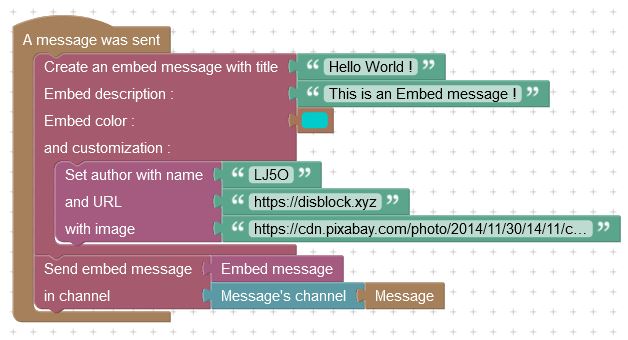 A message was sent
Create an embed message with title “ Hello World ! ”
Embed description : “ This is an Embed message ! ”
Embed color :
and customization :
Set author with name “ LJ5O ”
and URL “ https://disblock.xyz ”
with image “ https://cdn.pixabay.com/photo/2014/11/30/14/11/c... ”
Send embed message Embed message
in channel Message's channel Message